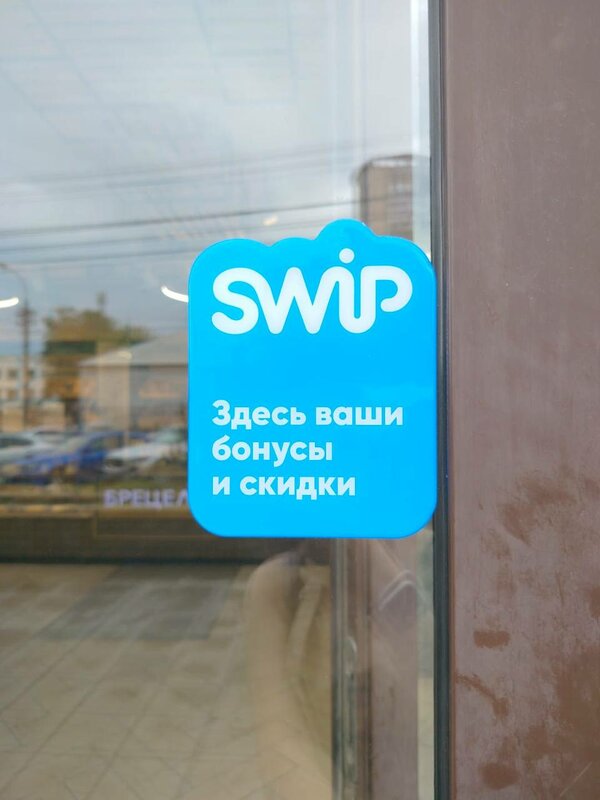 swip
Здесь ваши
бонусы
и скидки